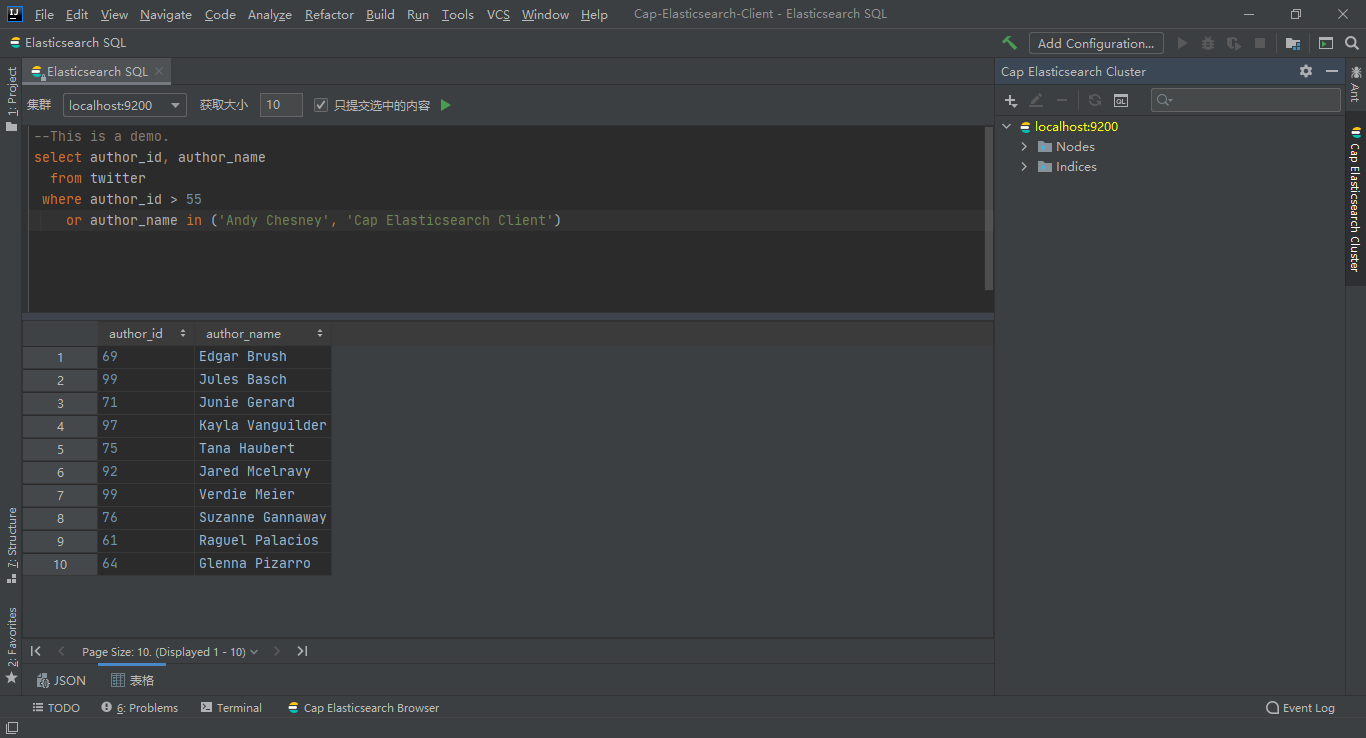 File Edit View Navigate Code Analyze Refactor Build Run Tools VCS Window Help Cap-Elasticsearch-Client - Elasticsearch SQL
Elasticsearch SQL
Add Configuration...
1: Project
Elasticsearch SQL
集群 localhost:9200 获取大小 10 只提交选中的内容
--This is a demo.
select author_id, author_name
from twitter
where author_id > 55
or author_name in ('Andy Chesney', 'Cap Elasticsearch Client')
author_id author_name
1 69 Edgar Brush
2 99 Jules Basch
3 71 Junie Gerard
4 97 Kayla Vanguilder
5 75 Tana Haubert
6 92 Jared Mcelravy
7 99 Verdie Meier
8 76 Suzanne Gannaway
9 61 Raguel Palacios
10 64 Glenna Pizarro
Page Size: 10. (Displayed 1 - 10)
JSON 表格
Cap Elasticsearch Cluster
QL
localhost:9200
Nodes
Indices
Ant
Cap Elasticsearch Cluster
7: Structure
2: Favorites
TODO 6: Problems Terminal Cap Elasticsearch Browser Event Log